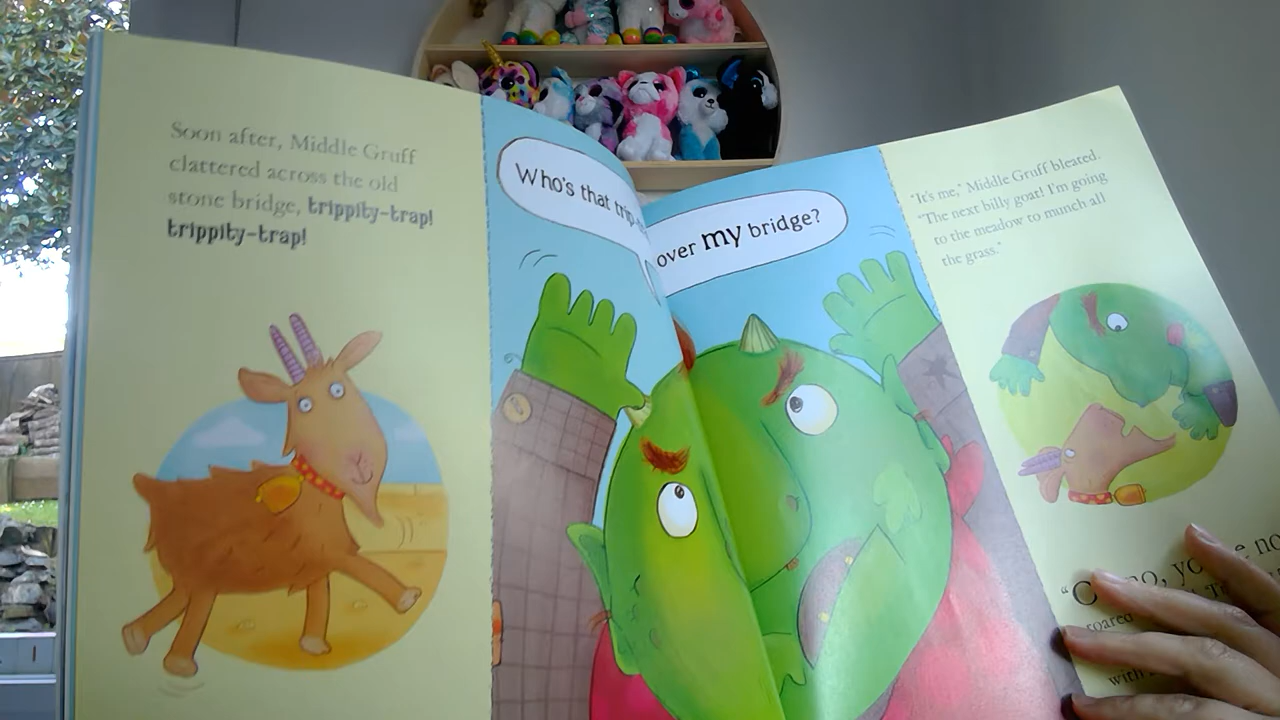 Soon after, Middle Gruff
clattered across the old
stone bridge, trippity-trap!
trippity-trap!
Who's that
over my bridge?
"It's me," Middle Gruff bleated.
"The next billy goat! I'm going
to the meadow to munch all
the grass."
no,
roared
with